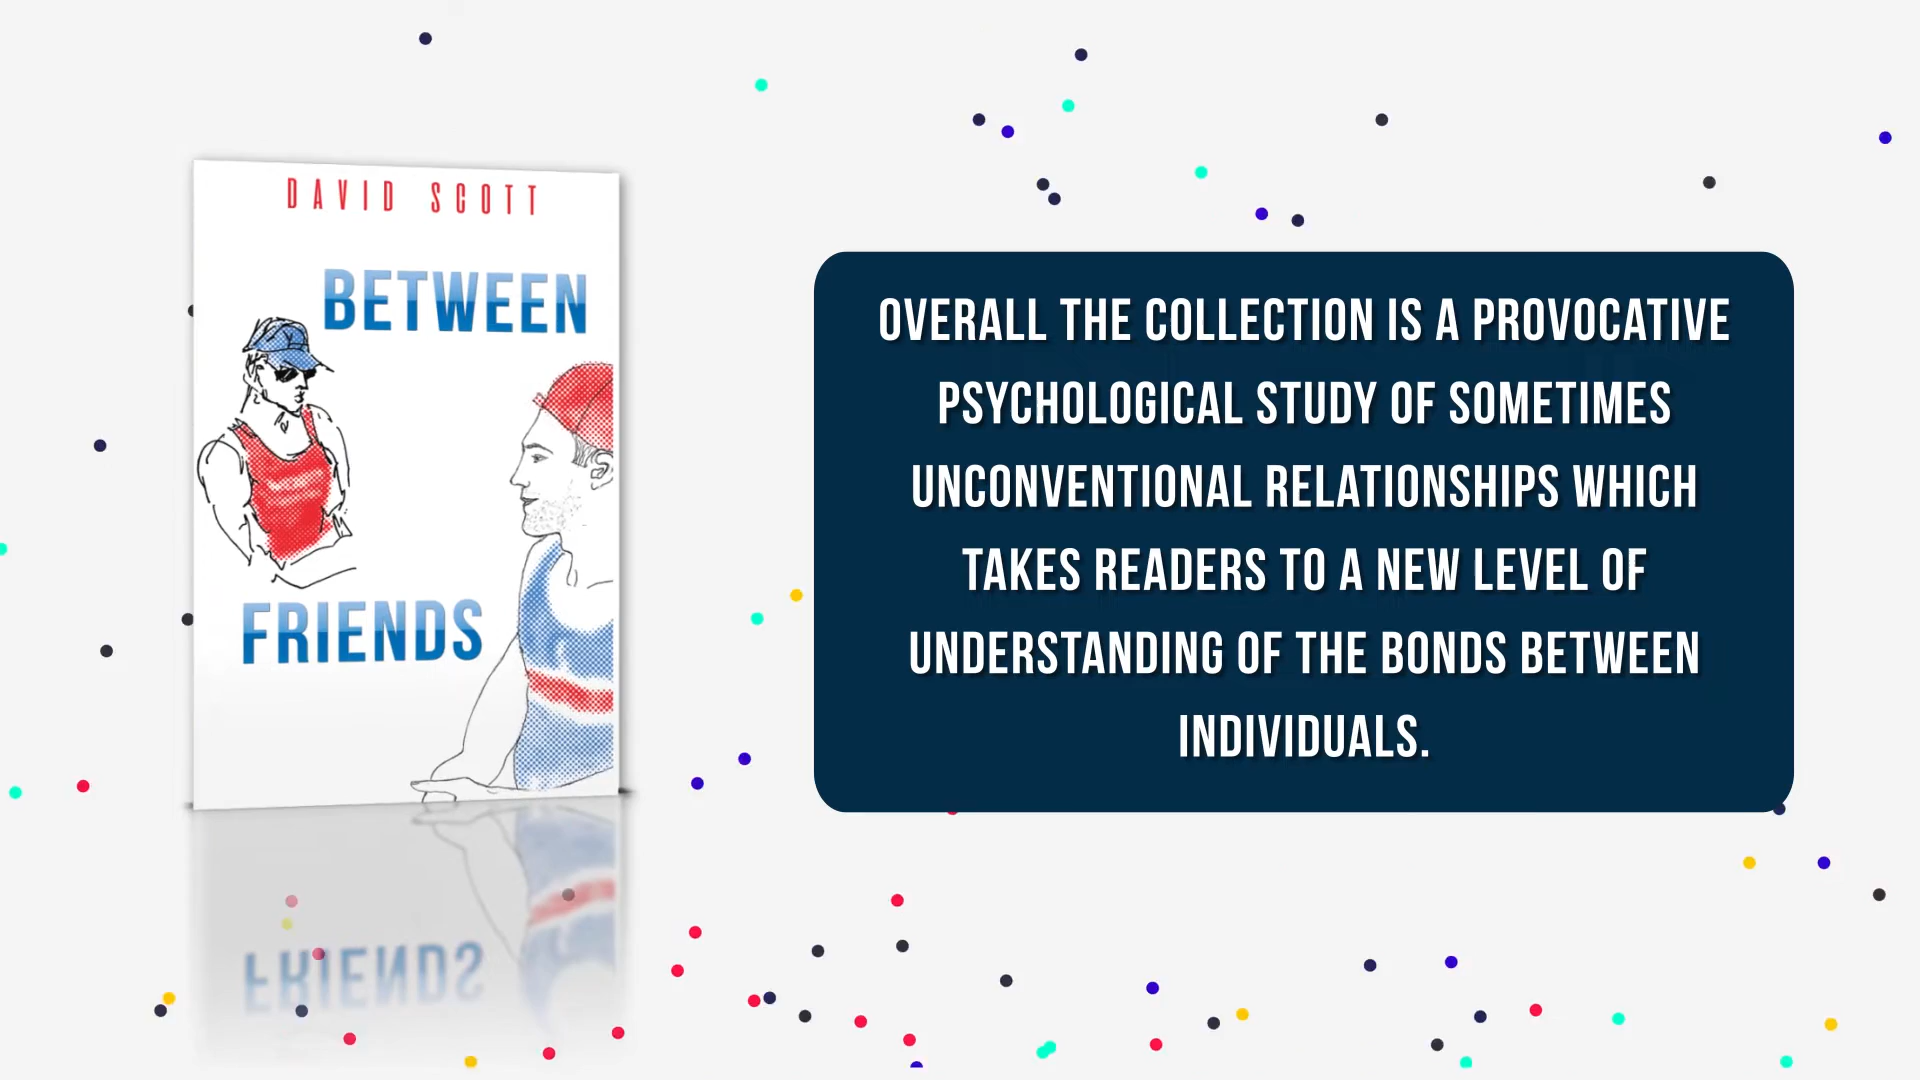 DAVID SCOTT
BETWEEN
FRIENDS
OVERALL THE COLLECTION IS A PROVOCATIVE
PSYCHOLOGICAL STUDY OF SOMETIMES
UNCONVENTIONAL RELATIONSHIPS WHICH
TAKES READERS TO A NEW LEVEL OF
UNDERSTANDING OF THE BONDS BETWEEN
INDIVIDUALS.